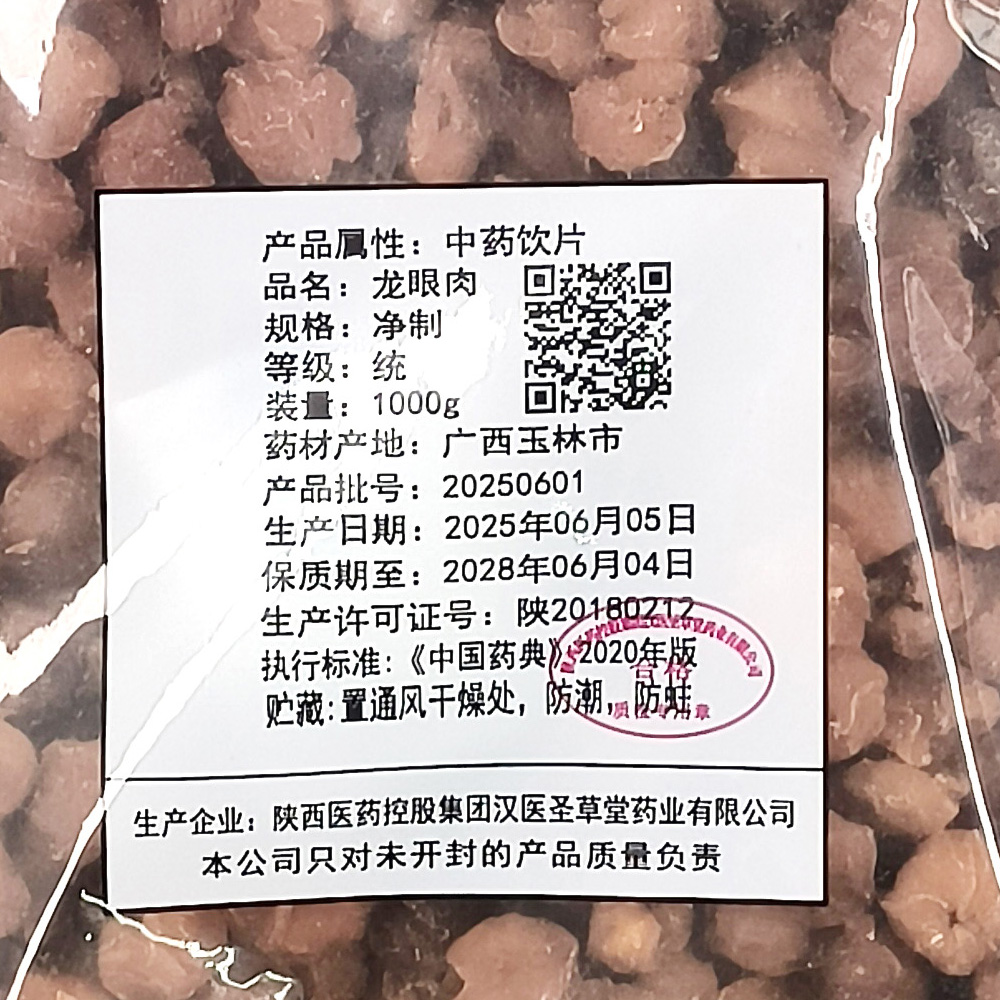 产品属性：中药饮片
品名：龙眼肉
规格：净制
等级：统
装量：1000g
药材产地：广西玉林市
产品批号：20250601
生产日期：2025年06月05日
保质期至：2028年06月04日
生产许可证号：陕20180212
执行标准：《中国药典》2020年版
贮藏：置通风干燥处，防潮，防蛀
合格
质检专用章
生产企业：陕西医药控股集团汉医圣草堂药业有限公司
本公司只对未开封的产品质量负责